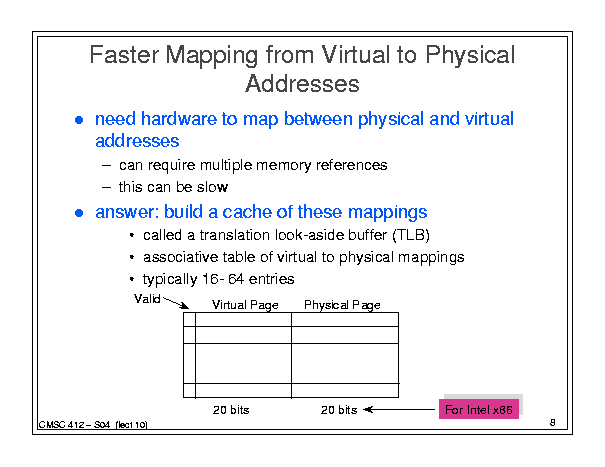 Faster Mapping from Virtual to Physical
Addresses
● need hardware to map between physical and virtual
addresses
– can require multiple memory references
– this can be slow
● answer: build a cache of these mappings
• called a translation look-aside buffer (TLB)
• associative table of virtual to physical mappings
• typically 16- 64 entries
Valid
Virtual Page Physical Page
20 bits 20 bits For Intel x86
CMSC 412 – S04 (lect 10) 8